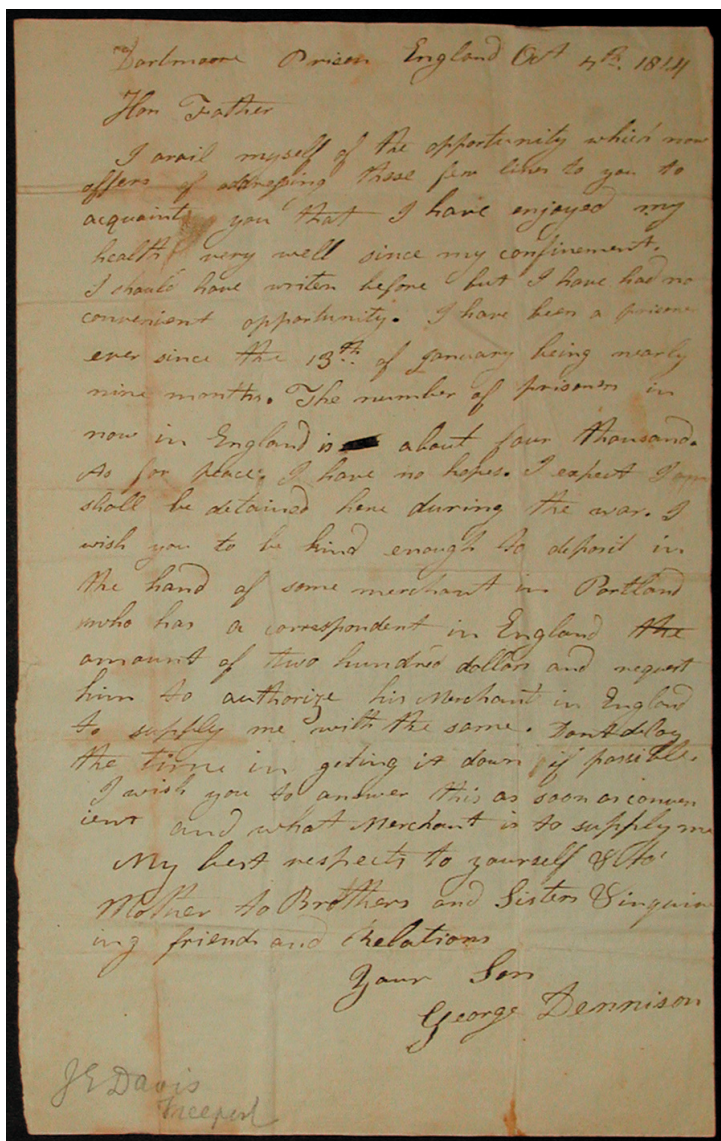 Dartmoore Prison England Oct 4th. 1814
Hon Father
I avail myself of the opportunity which now
offers of addressing these few lines to you to
acquaint you that I have enjoyed my
health very well since my confinement.
I should have writen before but I have had no
convenient opportunity. I have been a prisoner
ever since the 13th. of January being nearly
nine months. The number of prisoners in
now in England is about four thousand.
As for peace. I have no hopes. I expect I am
shall be detained here during the war. I
wish you to be kind enough to deposit in
the hand of some merchant in Portland
who has a correspondent in England the
amount of two hundred dollars and request
him to authorize his Merchant in England
to supply me with the same. Dont delay
the time in geting it down if possible.
I wish you to answer this as soon as conven
ient and what Merchant is to supply me
My best respects to yourself & to
Mother to Brothers and Sisters & inquir
ing friends and Relations
Your Son
George Dennison
J E Davis
Freeport